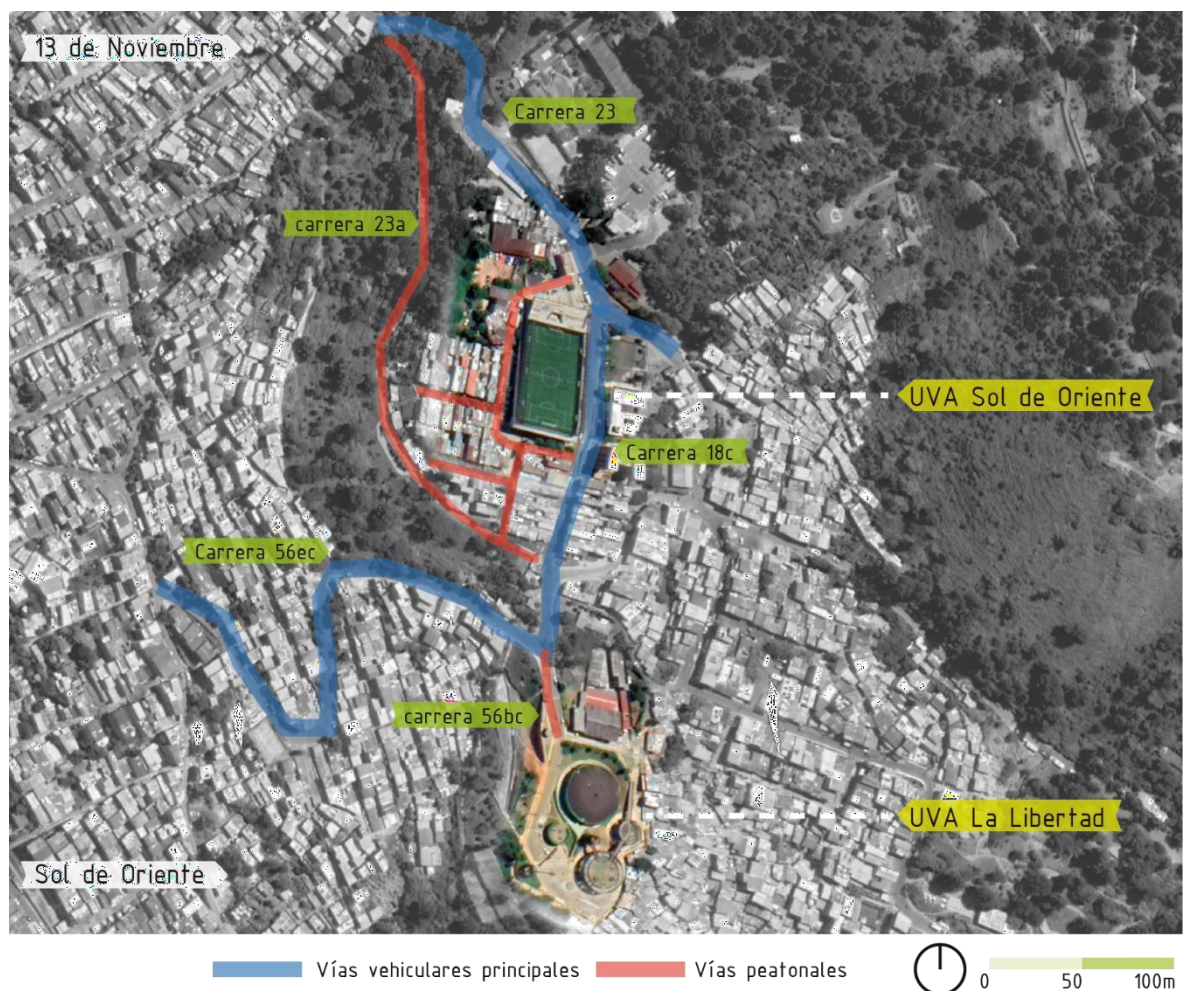 13 de Noviembre
Carrera 23
carrera 23a
UVA Sol de Oriente
Carrera 18c
Carrera 56ec
carrera 56bc
UVA La Libertad
Sol de Oriente
Vías vehiculares principales
Vías peatonales
0 50 100m